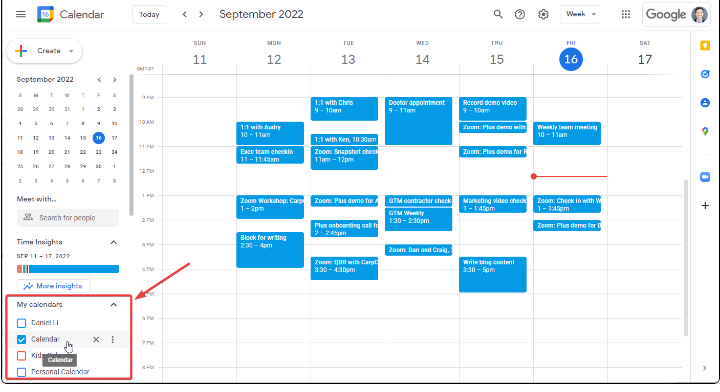 Calendar
Today
September 2022
Week
Google
Create
September 2022
S M T W T F S
28 29 30 31 1 2 3
4 5 6 7 8 9 10
11 12 13 14 15 16 17
18 19 20 21 22 23 24
25 26 27 28 29 30 1
2 3 4 5 6 7 8
Meet with...
Search for people
Time Insights
SEP 11 – 17, 2022
More insights
My calendars
Daniel Li
Calendar
Calendar
Personal Calendar
SUN MON TUE WED THU FRI SAT
11 12 13 14 15 16 17
9 AM
10 AM
11 AM
1 PM
2 PM
3 PM
6 PM
7 PM
8 PM
1:1 with Audry
10 – 11am
Exec team checkin
11 – 11:45am
Zoom Workshop: Carp
1 – 2pm
Block for writing
2:30 – 4pm
1:1 with Chris
9 – 10am
1:1 with Ken, 10:30am
Zoom: Snapshot check
11am – 12pm
Zoom: Plus demo for A
Plus onboarding call fo
2 – 2:45pm
Zoom: QBR with CarpC
3:30 – 4:30pm
Doctor appointment
9 – 11am
GTM contractor check
GTM Weekly
1:30 – 2:30pm
Zoom: Dan and Craig, 3
Record demo video
9 – 10am
Zoom: Plus demo with
Zoom: Plus demo for
Marketing video check
1 – 1:45pm
Write blog content
3:30 – 5pm
Weekly team meeting
10 – 11am
Zoom: Check in with W
1 – 1:45pm
Zoom: Plus demo for B